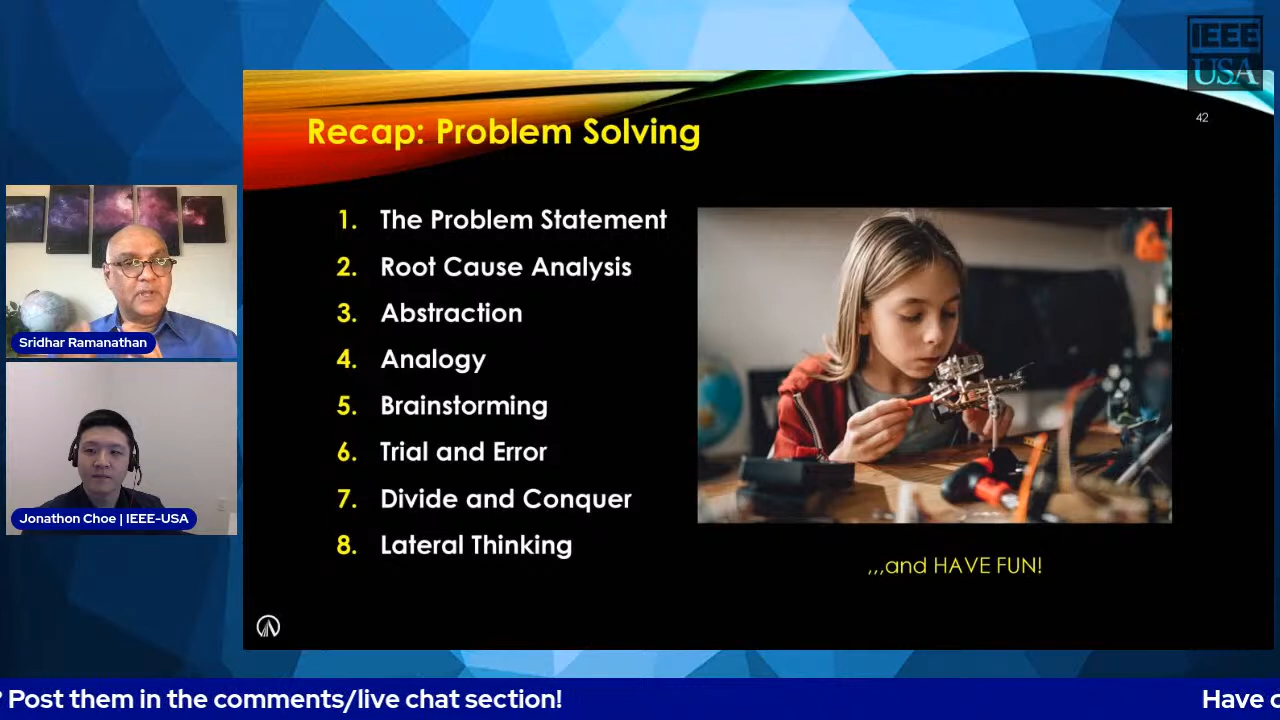 IEEE
USA
Recap: Problem Solving
42
1. The Problem Statement
2. Root Cause Analysis
3. Abstraction
4. Analogy
5. Brainstorming
6. Trial and Error
7. Divide and Conquer
8. Lateral Thinking
,,,and HAVE FUN!
Sridhar Ramanathan
Jonathon Choe | IEEE-USA
Post them in the comments/live chat section!
Have